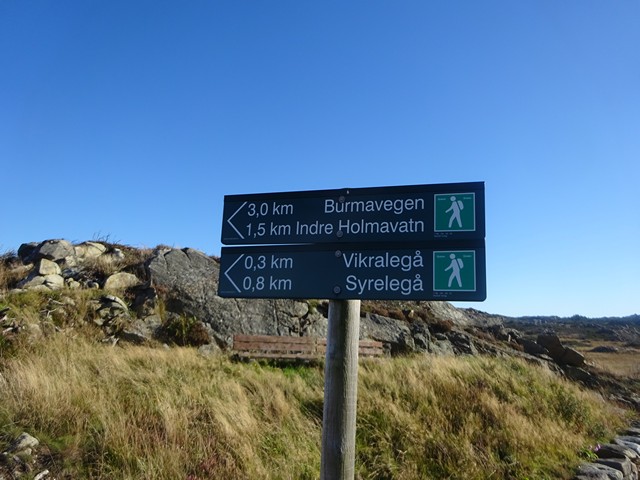 3,0 km Burmavegen
1,5 km Indre Holmavatn
0,3 km Vikralegå
0,8 km Syrelegå